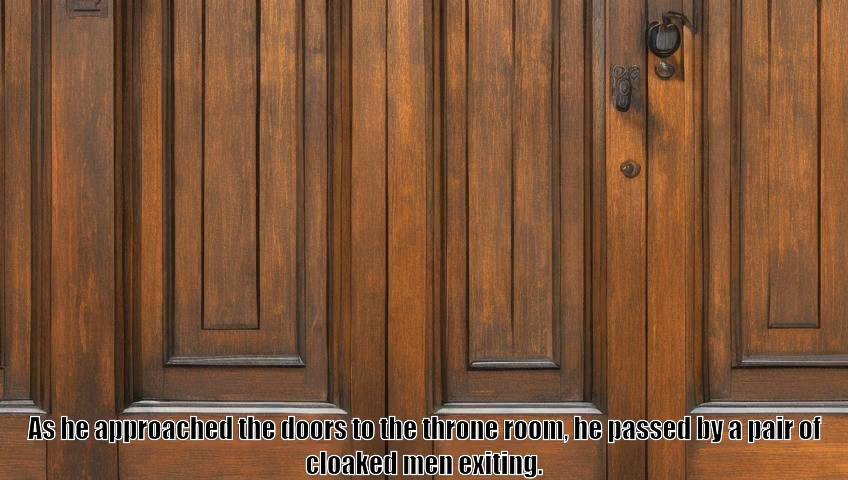 As he approached the doors to the throne room, he passed by a pair of
cloaked men exiting.